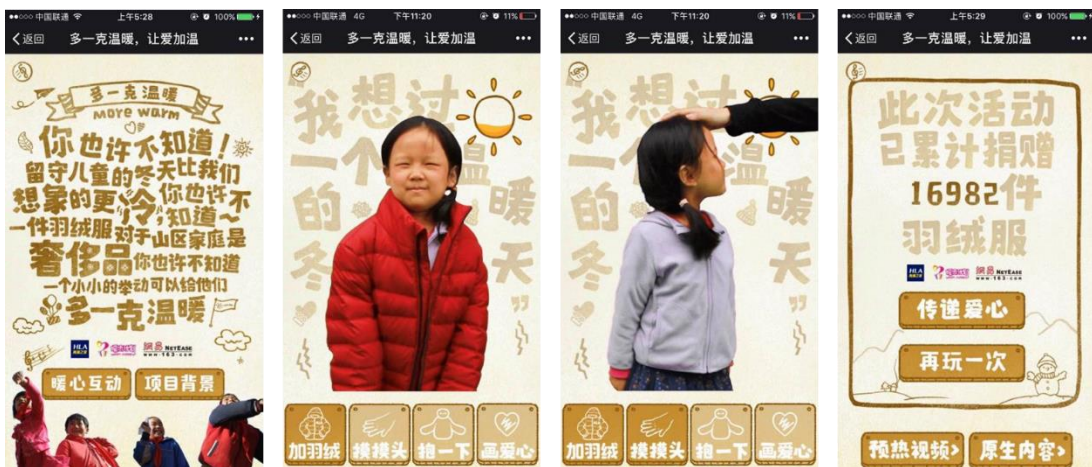 ●●○○○ 中国联通 上午5:28 100%
返回 多一克温暖，让爱加温 •••
多一克温暖
more warm
你也许不知道！
留守儿童的冬天比我们
想象的更冷，你也许不
知道~
一件羽绒服对于山区家庭是
奢侈品你也许不知道
一个小小的举动可以给他们
多一克温暖
HLA
網易 NETEASE
www.163.com
暖心互动 项目背景
●●○○○ 中国联通 4G 下午11:20 11%
返回 多一克温暖，让爱加温 •••
我想过
一个温
的 暖
冬 天
加羽绒 摸摸头 抱一下 画爱心
●●○○○ 中国联通 4G 下午11:20 11%
返回 多一克温暖，让爱加温 •••
我想过
一个温
的 暖
冬 天
加羽绒 摸摸头 抱一下 画爱心
●●○○○ 中国联通 上午5:29 100%
返回 多一克温暖，让爱加温 •••
此次活动
已累计捐赠
16982件
羽绒服
HLA
網易 NETEASE
www.163.com
传递爱心
再玩一次
预热视频> 原生内容>